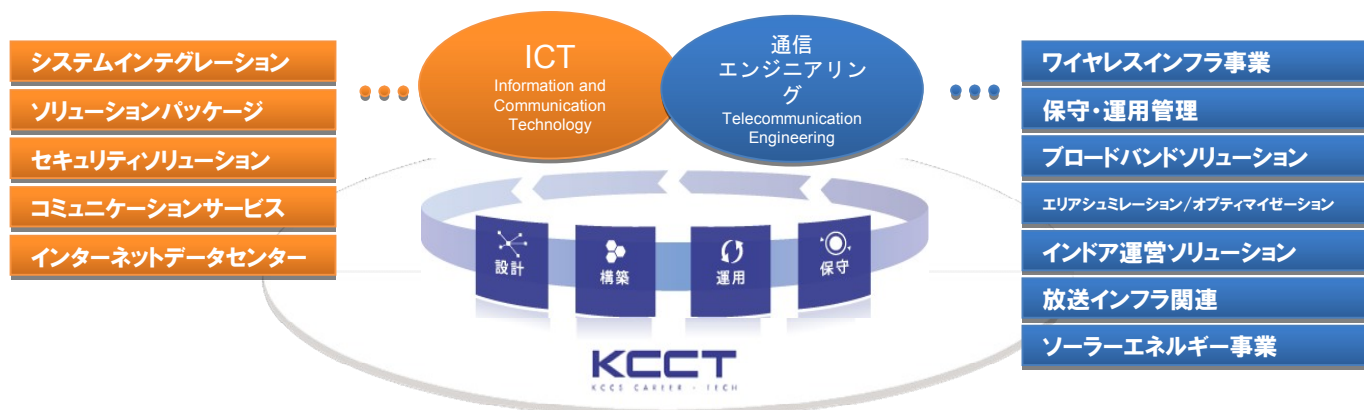 システムインテグレーション
ソリューションパッケージ
セキュリティソリューション
コミュニケーションサービス
インターネットデータセンター
ICT
Information and
Communication
Technology
通信
エンジニアリン
グ
Telecommunication
Engineering
ワイヤレスインフラ事業
保守・運用管理
ブロードバンドソリューション
エリアシュミレーション/オプティマイゼーション
インドア運営ソリューション
放送インフラ関連
ソーラーエネルギー事業
設計
構築
運用
保守
KCCT
KCCS CAREER - TECH